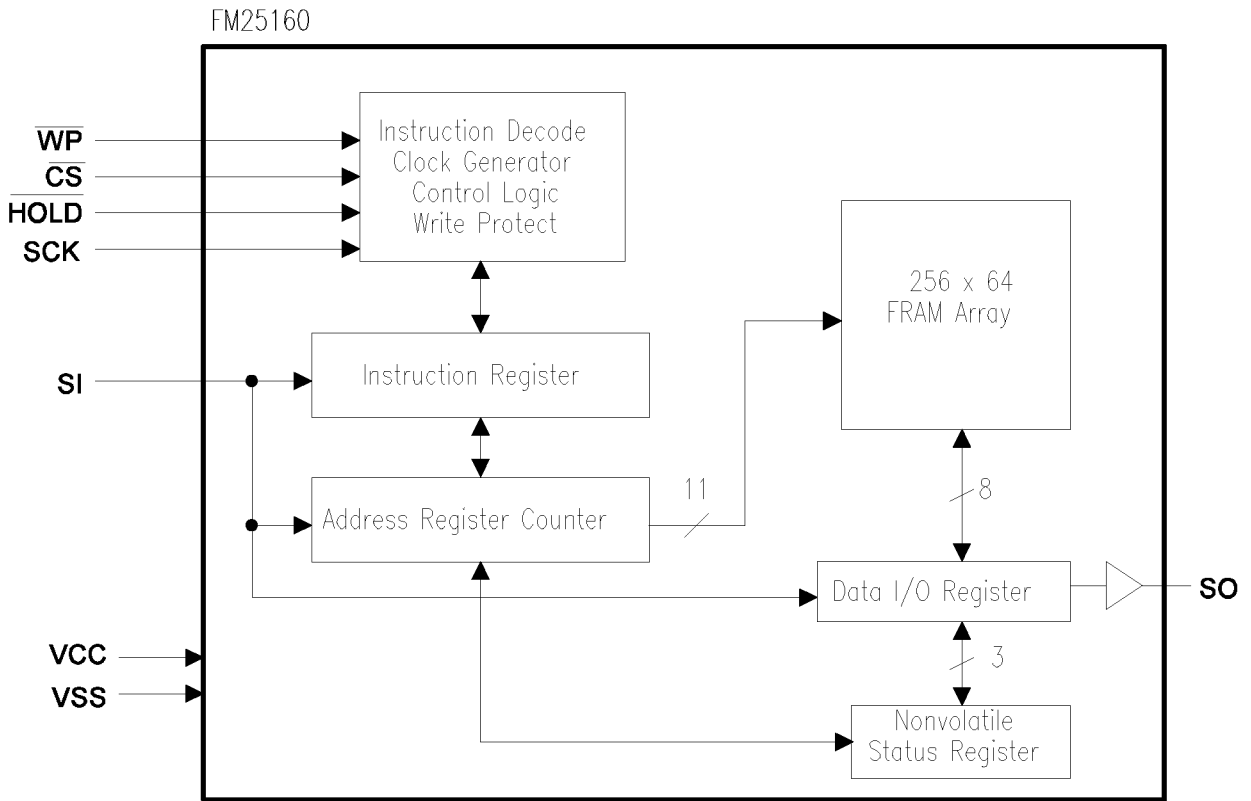 FM25160
WP
CS
HOLD
SCK
Instruction Decode
Clock Generator
Control Logic
Write Protect
256 x 64
FRAM Array
SI
Instruction Register
Address Register Counter
11
8
Data I/O Register
SO
VCC
VSS
3
Nonvolatile
Status Register